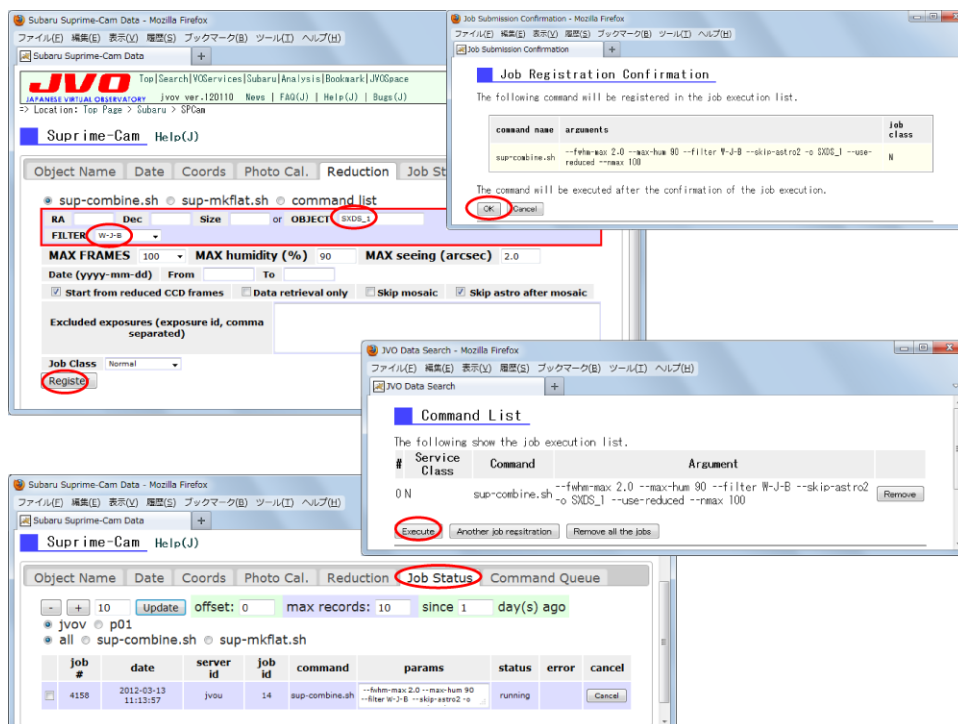 Subaru Suprime-Cam Data - Mozilla Firefox
ファイル(F) 編集(E) 表示(V) 履歴(S) ブックマーク(B) ツール(T) ヘルプ(H)
Subaru Suprime-Cam Data +
JVO Top|Search|VOServices|Subaru|Analysis|Bookmark|JVOSpace
JAPANESE VIRTUAL OBSERVATORY jvov ver.120110 News | FAQ(J) | Help(J) | Bugs(J)
=> Location: Top Page > Subaru > SPCam
Suprime-Cam Help(J)
Object Name Date Coords Photo Cal. Reduction Job St
sup-combine.sh sup-mkflat.sh command list
RA Dec Size or OBJECT SXDS_1
FILTER W-J-B
MAX FRAMES 100 MAX humidity (%) 90 MAX seeing (arcsec) 2.0
Date (yyyy-mm-dd) From To
Start from reduced CCD frames Data retrieval only Skip mosaic Skip astro after mosaic
Excluded exposures (exposure id, comma
separated)
Job Class Normal
Register
Job Submission Confirmation - Mozilla Firefox
ファイル(F) 編集(E) 表示(V) 履歴(S) ブックマーク(B) ツール(T) ヘルプ(H)
Job Submission Confirmation +
Job Registration Confirmation
The following command will be registered in the job execution list.
command name arguments job
class
sup-combine.sh --fwhm-max 2.0 --max-hum 90 --filter W-J-B --skip-astro2 -o SXDS_1 --use-
reduced --nmax 100 N
The command will be executed after the confirmation of the job execution.
OK Cancel
JVO Data Search - Mozilla Firefox
ファイル(F) 編集(E) 表示(V) 履歴(S) ブックマーク(B) ツール(T) ヘルプ(H)
JVO Data Search +
Command List
The following show the job execution list.
# Service
Class Command Argument
0 N sup-combine.sh --fwhm-max 2.0 --max-hum 90 --filter W-J-B --skip-astro2
-o SXDS_1 --use-reduced --nmax 100 Remove
Execute Another job regsitration Remove all the jobs
Subaru Suprime-Cam Data - Mozilla Firefox
ファイル(F) 編集(E) 表示(V) 履歴(S) ブックマーク(B) ツール(T) ヘルプ(H)
Subaru Suprime-Cam Data +
Suprime-Cam Help(J)
Object Name Date Coords Photo Cal. Reduction Job Status Command Queue
- + 10 Update offset: 0 max records: 10 since 1 day(s) ago
jvov p01
all sup-combine.sh sup-mkflat.sh
job
# date server
id job
id command params status error cancel
4158 2012-03-13
11:13:57 jvou 14 sup-combine.sh --fwhm-max 2.0 --max-hum 90
--filter W-J-B --skip-astro2 -o running Cancel